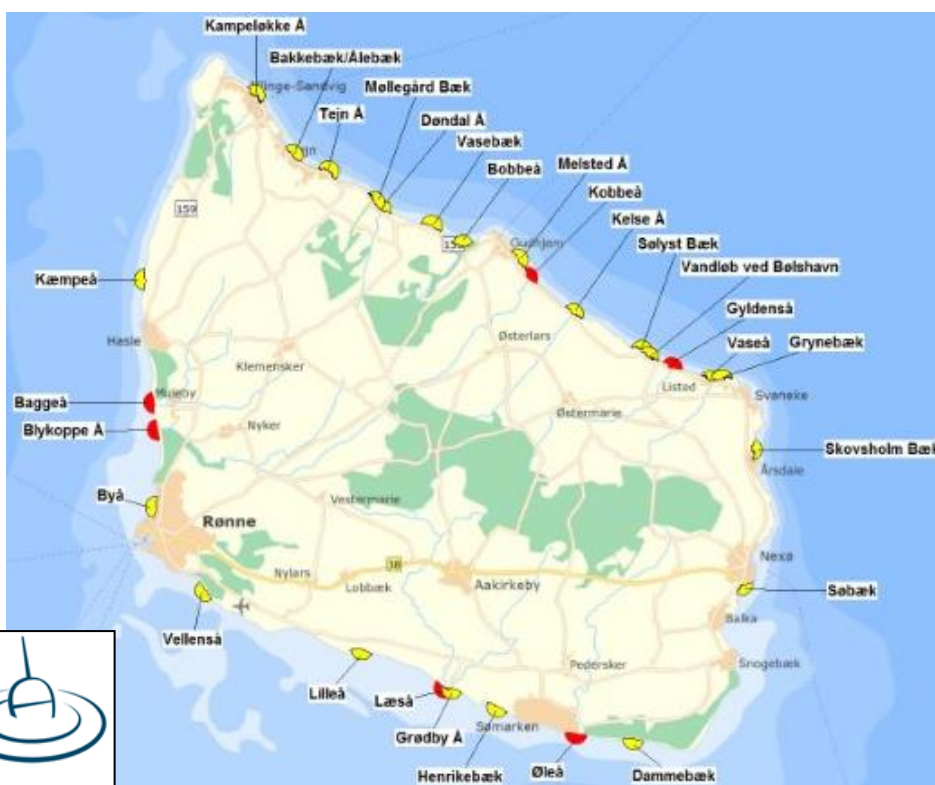 Kampeløkke Å
Bakkebæk/Ålebæk
Møllegård Bæk
Tejn Å
Døndal Å
Vasebæk
Bobbeå
Melsted Å
Kobbeå
Kelse Å
Sølyst Bæk
Vandløb ved Bølshavn
Gyldenså
Vaseå
Grynebæk
159
Kæmpeå
Hasle
Klemensker
Østerlars
Listed
Svaneke
Baggeå
Muleby
Østermarie
Blykoppe Å
Nyker
Skovsholm Bæk
Årsdale
Byå
Vestermarie
Rønne
Nexø
38
Nylars
Lobbæk
Aakirkeby
Søbæk
Balka
Vellenså
Pedersker
Snogebæk
Lilleå
Læså
Grødby Å
Sømarken
Henrikebæk
Øleå
Dammebæk